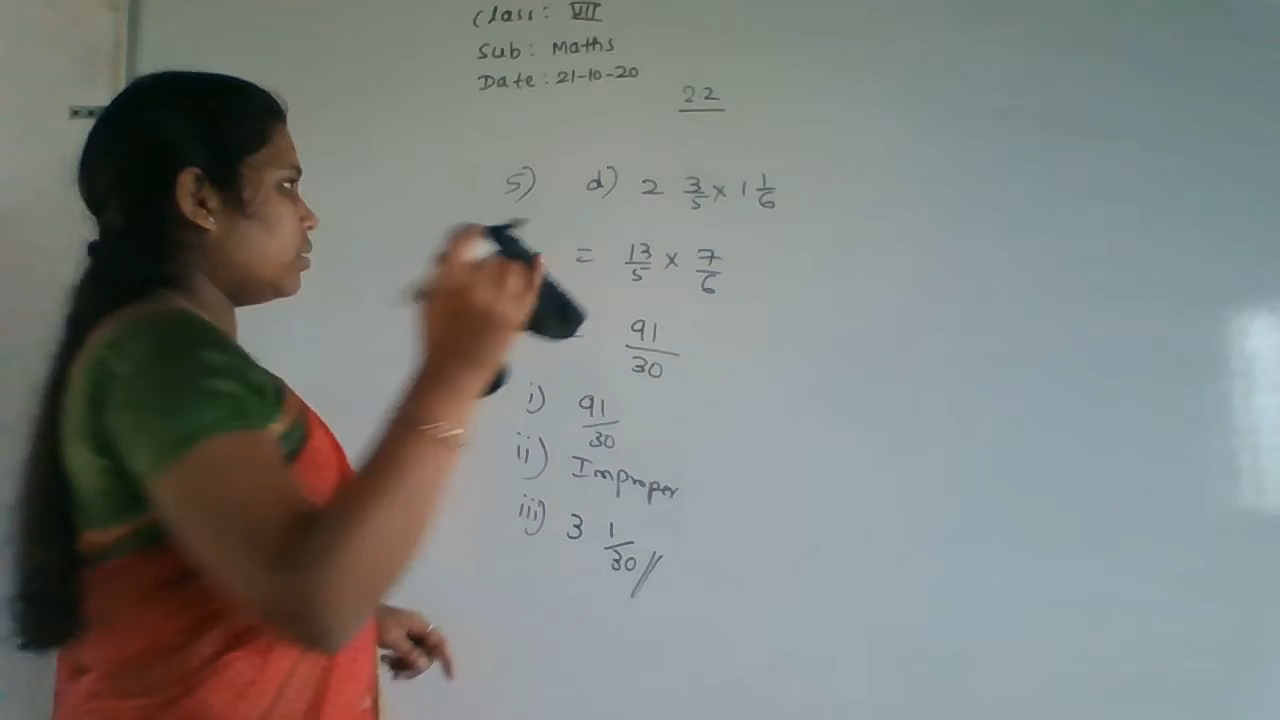 Class: VII
Sub: Maths
Date: 21-10-20
22
5) d) 2 3/5 × 1 1/6
= 13/5 × 7/6
= 91/30
i) 91/30
ii) Improper
iii) 3 1/30 //